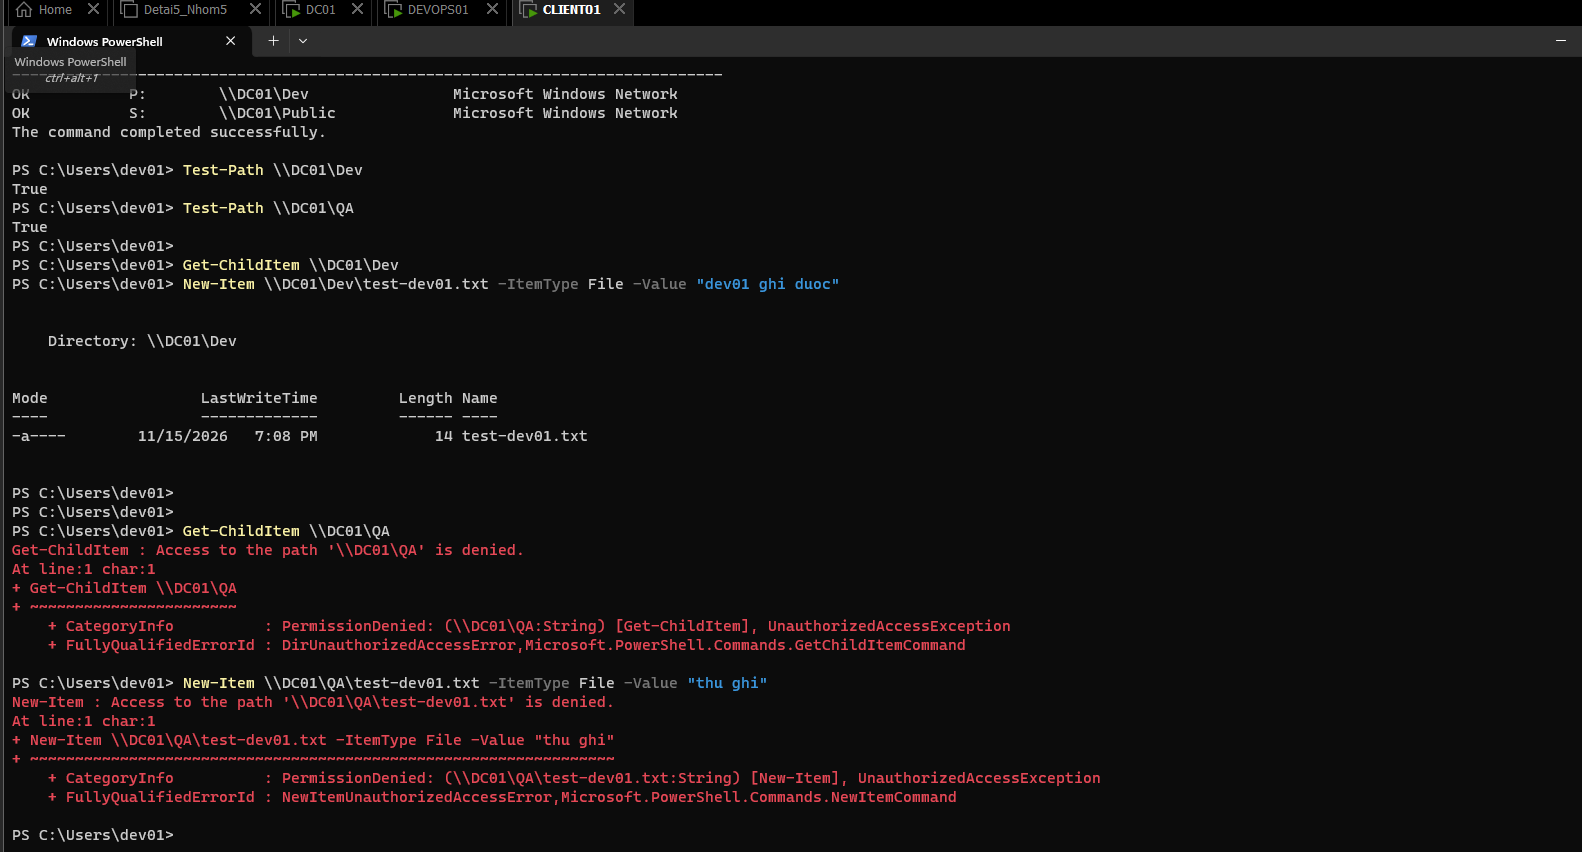 Home Detai5_Nhom5 DC01 DEVOPS01 CLIENT01
Windows PowerShell
Windows PowerShell
ctrl+alt+1
--------------------------------------------------------------------------------
OK P: \\DC01\Dev Microsoft Windows Network
OK S: \\DC01\Public Microsoft Windows Network
The command completed successfully.
PS C:\Users\dev01> Test-Path \\DC01\Dev
True
PS C:\Users\dev01> Test-Path \\DC01\QA
True
PS C:\Users\dev01>
PS C:\Users\dev01> Get-ChildItem \\DC01\Dev
PS C:\Users\dev01> New-Item \\DC01\Dev\test-dev01.txt -ItemType File -Value "dev01 ghi duoc"
Directory: \\DC01\Dev
Mode LastWriteTime Length Name
---- ------------- ------ ----
-a---- 11/15/2026 7:08 PM 14 test-dev01.txt
PS C:\Users\dev01>
PS C:\Users\dev01>
PS C:\Users\dev01> Get-ChildItem \\DC01\QA
Get-ChildItem : Access to the path '\\DC01\QA' is denied.
At line:1 char:1
+ Get-ChildItem \\DC01\QA
+ ~~~~~~~~~~~~~~~~~~~~~~~
+ CategoryInfo : PermissionDenied: (\\DC01\QA:String) [Get-ChildItem], UnauthorizedAccessException
+ FullyQualifiedErrorId : DirUnauthorizedAccessError,Microsoft.PowerShell.Commands.GetChildItemCommand
PS C:\Users\dev01> New-Item \\DC01\QA\test-dev01.txt -ItemType File -Value "thu ghi"
New-Item : Access to the path '\\DC01\QA\test-dev01.txt' is denied.
At line:1 char:1
+ New-Item \\DC01\QA\test-dev01.txt -ItemType File -Value "thu ghi"
+ ~~~~~~~~~~~~~~~~~~~~~~~~~~~~~~~~~~~~~~~~~~~~~~~~~~~~~~~~~~~~~~~~~
+ CategoryInfo : PermissionDenied: (\\DC01\QA\test-dev01.txt:String) [New-Item], UnauthorizedAccessException
+ FullyQualifiedErrorId : NewItemUnauthorizedAccessError,Microsoft.PowerShell.Commands.NewItemCommand
PS C:\Users\dev01>